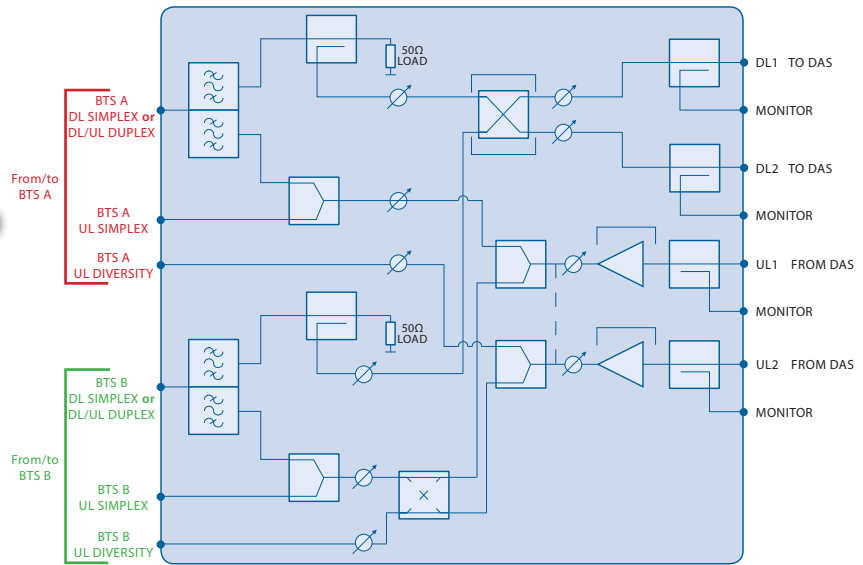 50Ω
LOAD
DL1 TO DAS
BTS A
DL SIMPLEX or
DL/UL DUPLEX
MONITOR
DL2 TO DAS
From/to
BTS A
BTS A
UL SIMPLEX
MONITOR
BTS A
UL DIVERSITY
UL1 FROM DAS
MONITOR
50Ω
LOAD
UL2 FROM DAS
BTS B
DL SIMPLEX or
DL/UL DUPLEX
MONITOR
From/to
BTS B
BTS B
UL SIMPLEX
BTS B
UL DIVERSITY